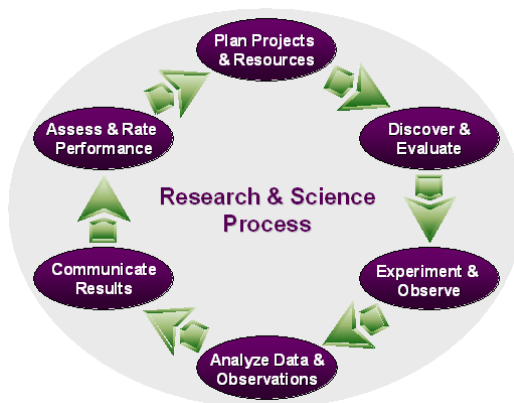 Plan Projects
& Resources
Discover &
Evaluate
Experiment &
Observe
Analyze Data &
Observations
Communicate
Results
Assess & Rate
Performance
Research & Science
Process